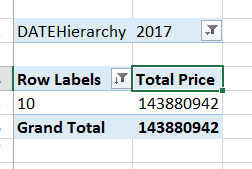 DATEHierarchy 2017
Row Labels Total Price
10 143880942
Grand Total 143880942